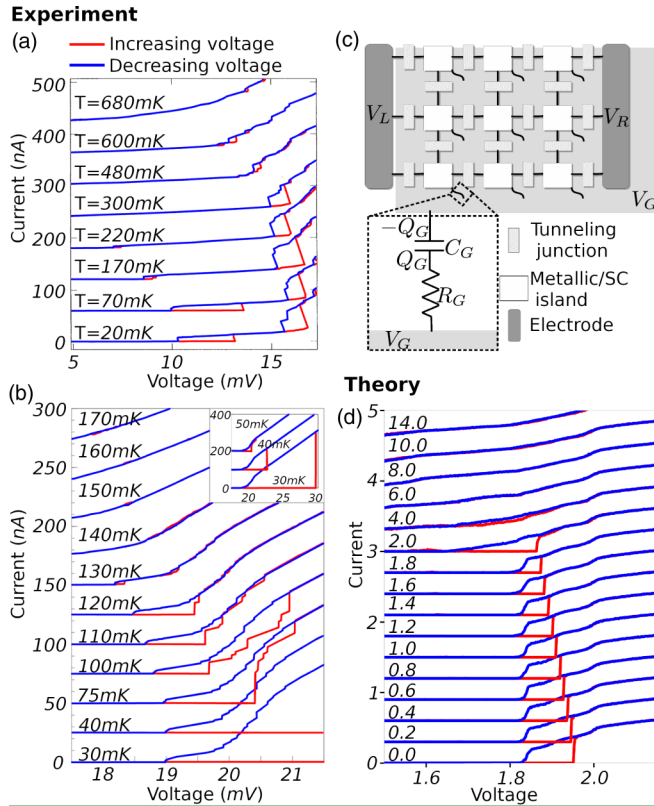 Experiment
(a)
Increasing voltage
Decreasing voltage
Current (nA)
500
400
300
200
100
0
T=680mK
T=600mK
T=480mK
T=300mK
T=220mK
T=170mK
T=70mK
T=20mK
5
10
15
Voltage (mV)
(c)
V_L
V_R
V_G
-Q_G
C_G
Q_G
R_G
V_G
Tunneling
junction
Metallic/SC
island
Electrode
(b)
Current (nA)
300
250
200
150
100
50
0
170mK
160mK
150mK
140mK
130mK
120mK
110mK
100mK
75mK
40mK
30mK
400
200
0
50mK
40mK
30mK
20
25
30
18
19
20
21
Voltage (mV)
Theory
(d)
Current
5
4
3
2
1
0
14.0
10.0
8.0
6.0
4.0
2.0
1.8
1.6
1.4
1.2
1.0
0.8
0.6
0.4
0.2
0.0
1.6
1.8
2.0
Voltage